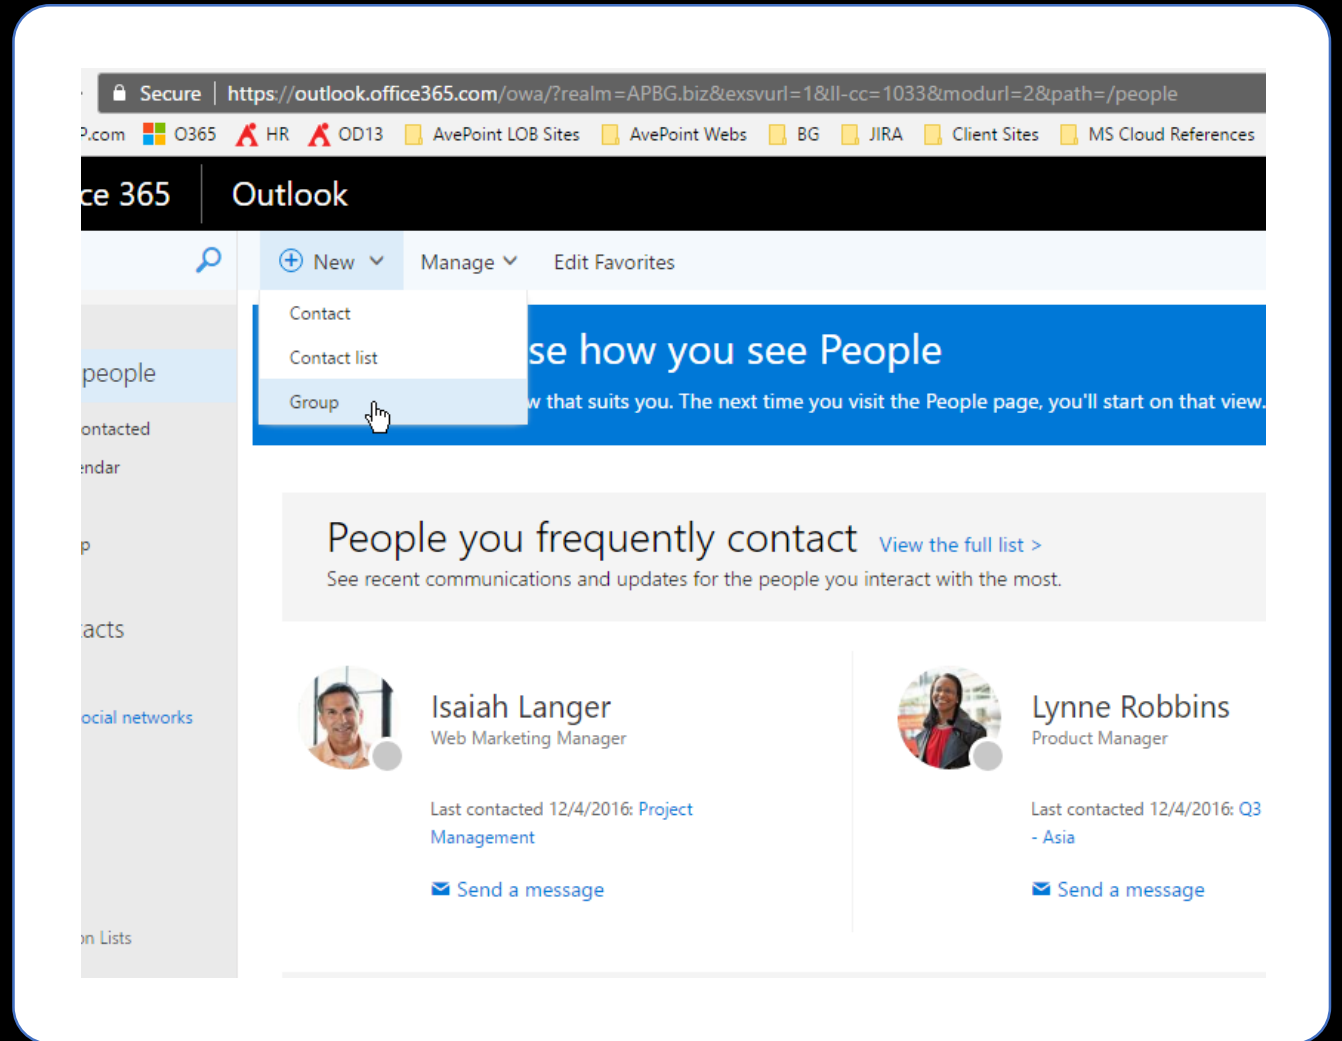 Secure | https://outlook.office365.com/owa/?realm=APBG.biz&exsvurl=1&ll-cc=1033&modurl=2&path=/people
P.com O365 HR OD13 AvePoint LOB Sites AvePoint Webs BG JIRA Client Sites MS Cloud References
ce 365 Outlook
New Manage Edit Favorites
Contact
Contact list
Group
se how you see People
w that suits you. The next time you visit the People page, you'll start on that view.
people
ontacted
endar
p
acts
ocial networks
on Lists
People you frequently contact View the full list >
See recent communications and updates for the people you interact with the most.
Isaiah Langer
Web Marketing Manager
Last contacted 12/4/2016: Project
Management
Send a message
Lynne Robbins
Product Manager
Last contacted 12/4/2016: Q3
- Asia
Send a message